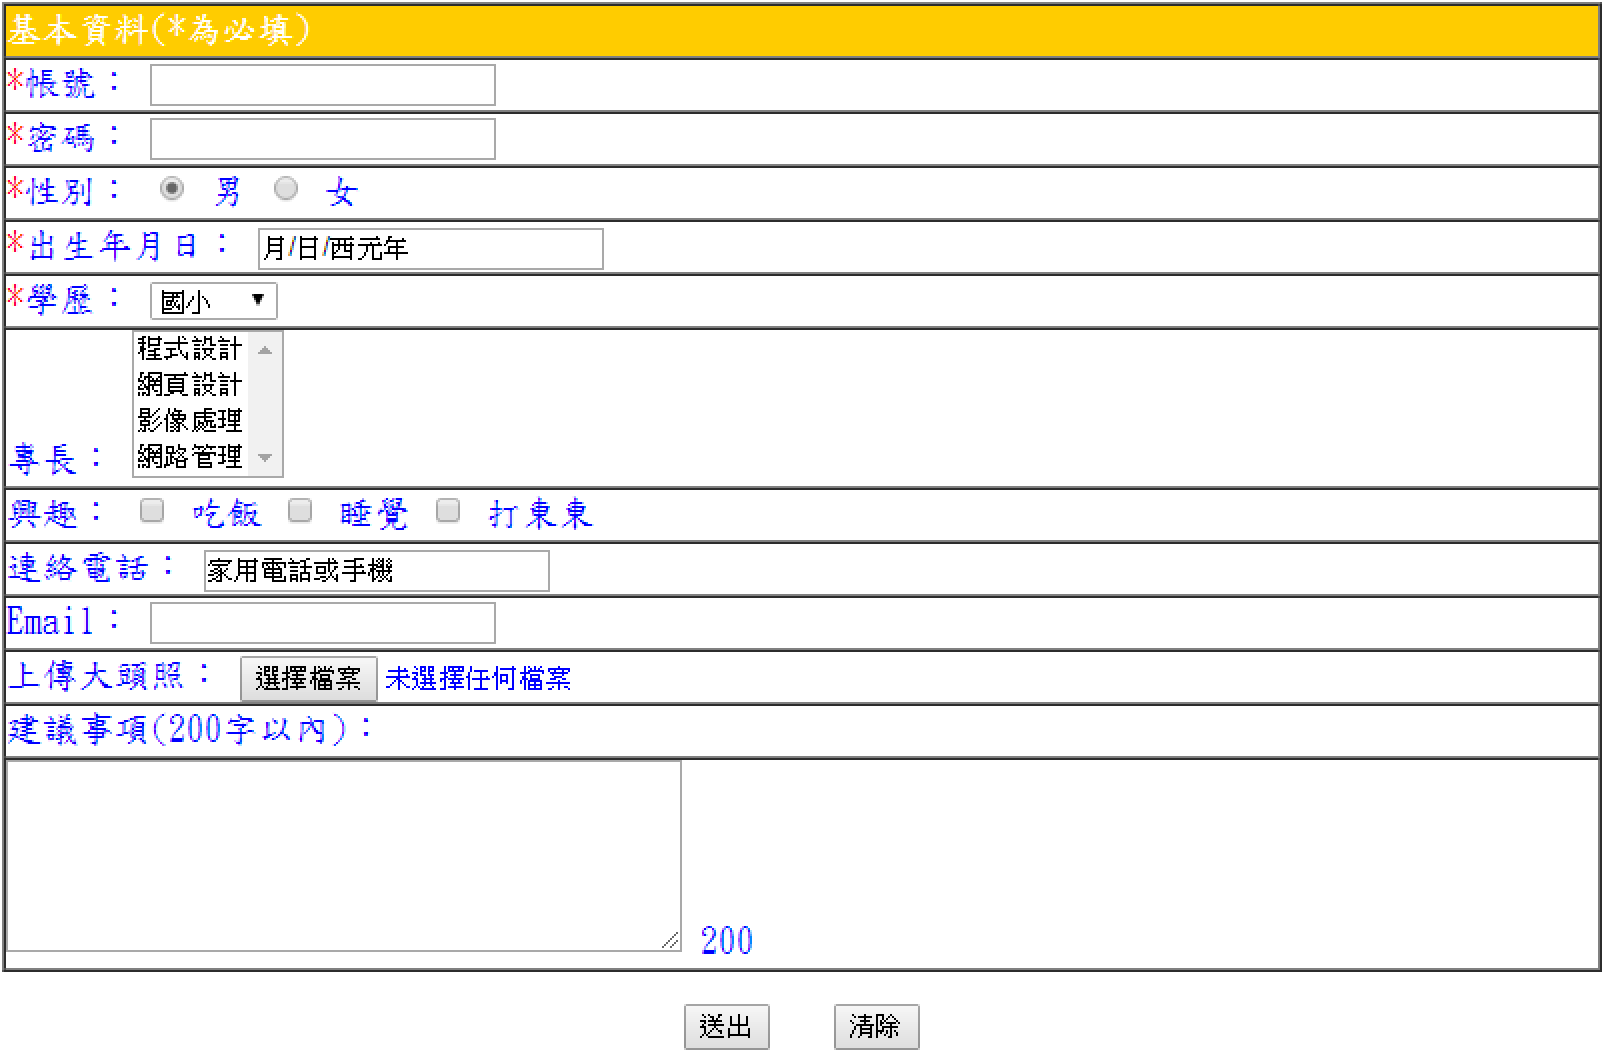 基本資料(*為必填)
*帳號：
*密碼：
*性別： 男 女
*出生年月日： 月/日/西元年
*學歷： 國小
程式設計
網頁設計
影像處理
專長： 網路管理
興趣： 吃飯 睡覺 打東東
連絡電話： 家用電話或手機
Email：
上傳大頭照： 選擇檔案 未選擇任何檔案
建議事項(200字以內)：
200
送出 清除